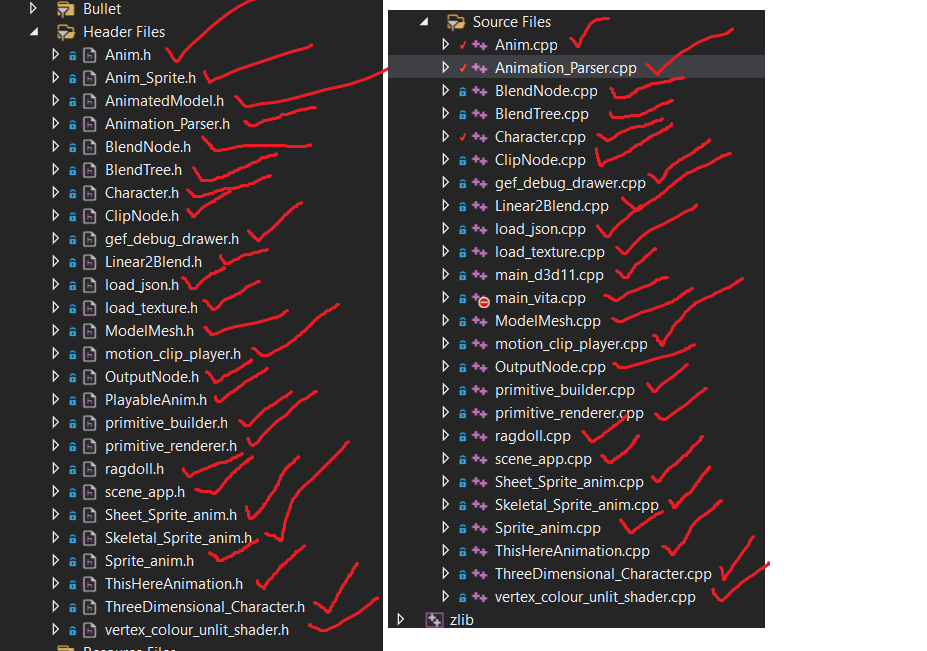 Bullet
Header Files
Anim.h
Anim_Sprite.h
AnimatedModel.h
Animation_Parser.h
BlendNode.h
BlendTree.h
Character.h
ClipNode.h
gef_debug_drawer.h
Linear2Blend.h
load_json.h
load_texture.h
ModelMesh.h
motion_clip_player.h
OutputNode.h
PlayableAnim.h
primitive_builder.h
primitive_renderer.h
ragdoll.h
scene_app.h
Sheet_Sprite_anim.h
Skeletal_Sprite_anim.h
Sprite_anim.h
ThisHereAnimation.h
ThreeDimensional_Character.h
vertex_colour_unlit_shader.h
Resource Files
Source Files
Anim.cpp
Animation_Parser.cpp
BlendNode.cpp
BlendTree.cpp
Character.cpp
ClipNode.cpp
gef_debug_drawer.cpp
Linear2Blend.cpp
load_json.cpp
load_texture.cpp
main_d3d11.cpp
main_vita.cpp
ModelMesh.cpp
motion_clip_player.cpp
OutputNode.cpp
primitive_builder.cpp
primitive_renderer.cpp
ragdoll.cpp
scene_app.cpp
Sheet_Sprite_anim.cpp
Skeletal_Sprite_anim.cpp
Sprite_anim.cpp
ThisHereAnimation.cpp
ThreeDimensional_Character.cpp
vertex_colour_unlit_shader.cpp
zlib